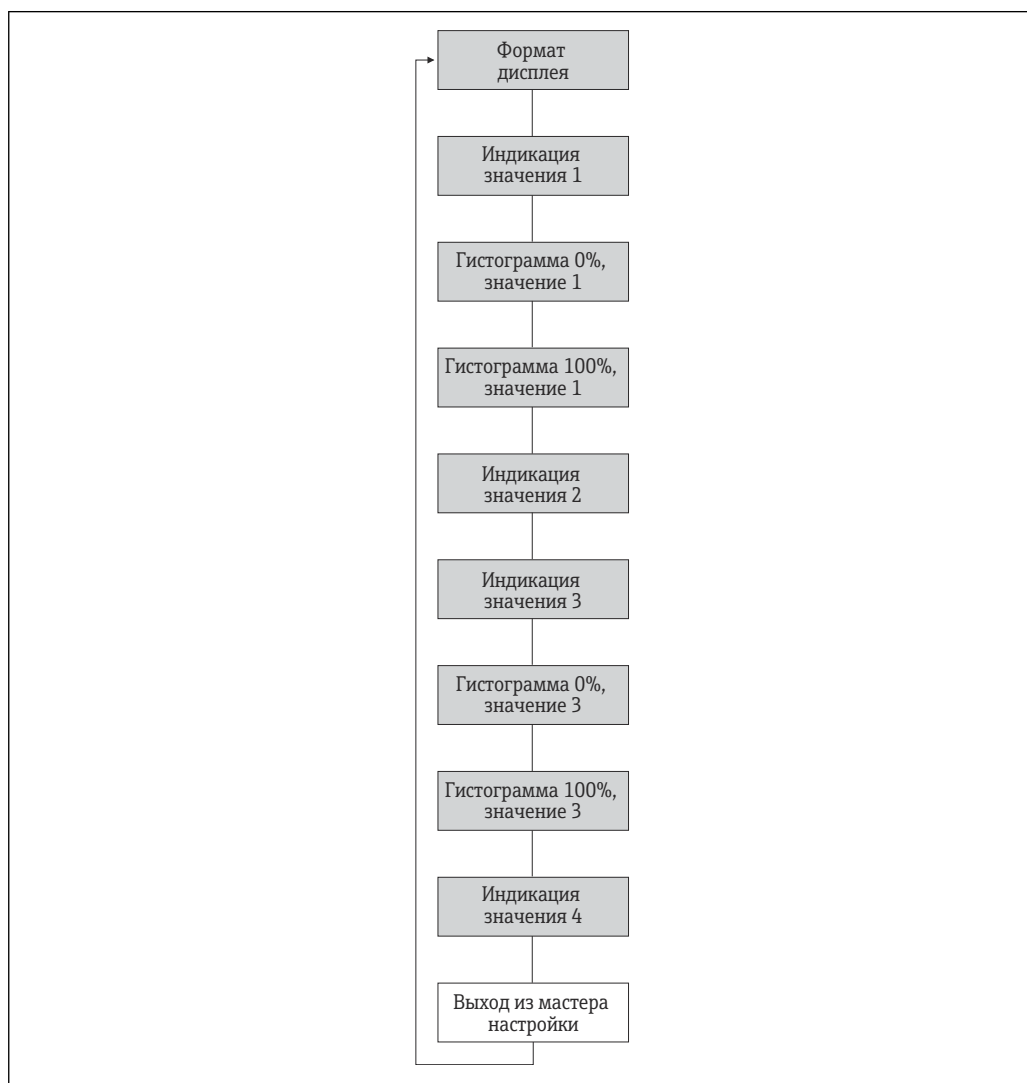 Формат
дисплея
Индикация
значения 1
Гистограмма 0%,
значение 1
Гистограмма 100%,
значение 1
Индикация
значения 2
Индикация
значения 3
Гистограмма 0%,
значение 3
Гистограмма 100%,
значение 3
Индикация
значения 4
Выход из мастера
настройки